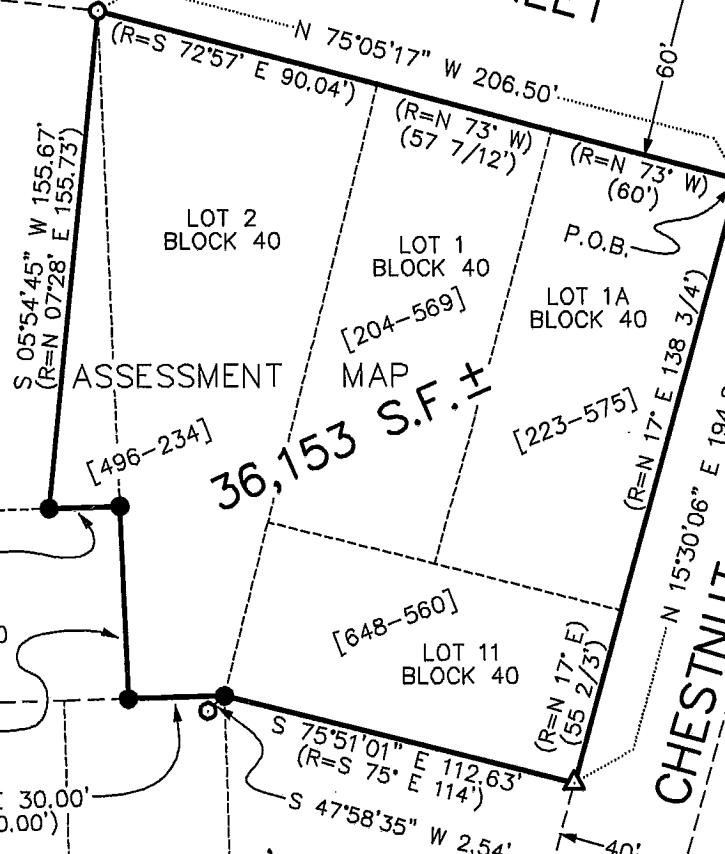 N 75°05'17" W 206.50'
(R=S 72°57' E 90.04')
60'
(R=N 73° W)
(57 7/12')
(R=N 73° W)
(60')
P.O.B.
S 05°54'45" W 155.67'
(R=N 07°28' E 155.73')
LOT 2
BLOCK 40
LOT 1
BLOCK 40
LOT 1A
BLOCK 40
[204–569]
ASSESSMENT MAP
[496–234]
36,153 S.F.±
[223–575]
(R=N 17° E 138 3/4')
N 15°30'06" E
CHESTNUT
[648–560]
LOT 11
BLOCK 40
(R=N 17° E)
(55 2/3')
S 75°51'01" E 112.63'
(R=S 75° E 114')
E 30.00'
S 47°58'35" W 2.54'
40'